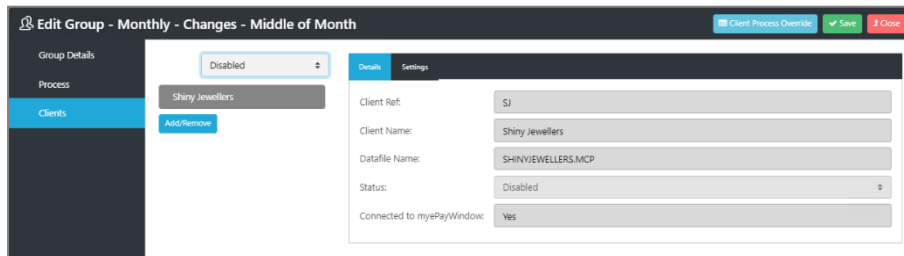 Edit Group - Monthly - Changes - Middle of Month
Client Process Override
Save
Close
Group Details
Process
Clients
Disabled
Shiny Jewellers
Add/Remove
Details
Settings
Client Ref: SJ
Client Name: Shiny Jewellers
Datafile Name: SHINYJEWELLERS.MCP
Status: Disabled
Connected to myePayWindow: Yes